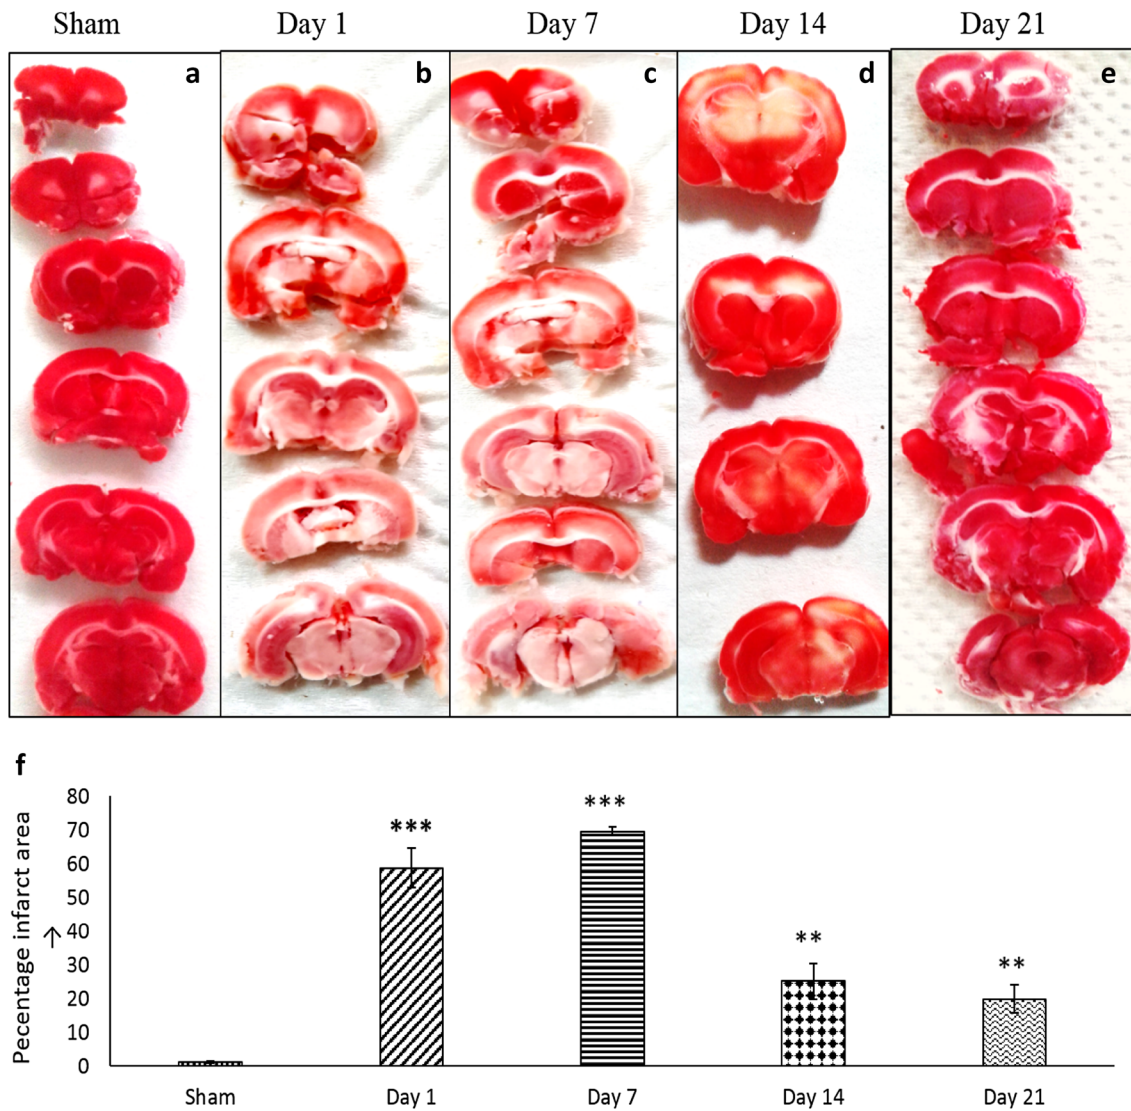 Sham Day 1 Day 7 Day 14 Day 21
a b c d e
f
Pecentage infarct area →
80
70
60
50
40
30
20
10
0
*** *** ** **
Sham Day 1 Day 7 Day 14 Day 21